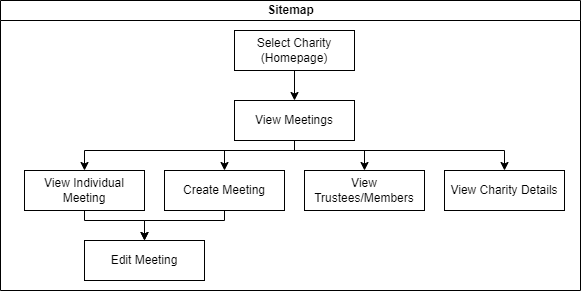 Sitemap
Select Charity
(Homepage)
View Meetings
View Individual
Meeting
Create Meeting
View
Trustees/Members
View Charity Details
Edit Meeting